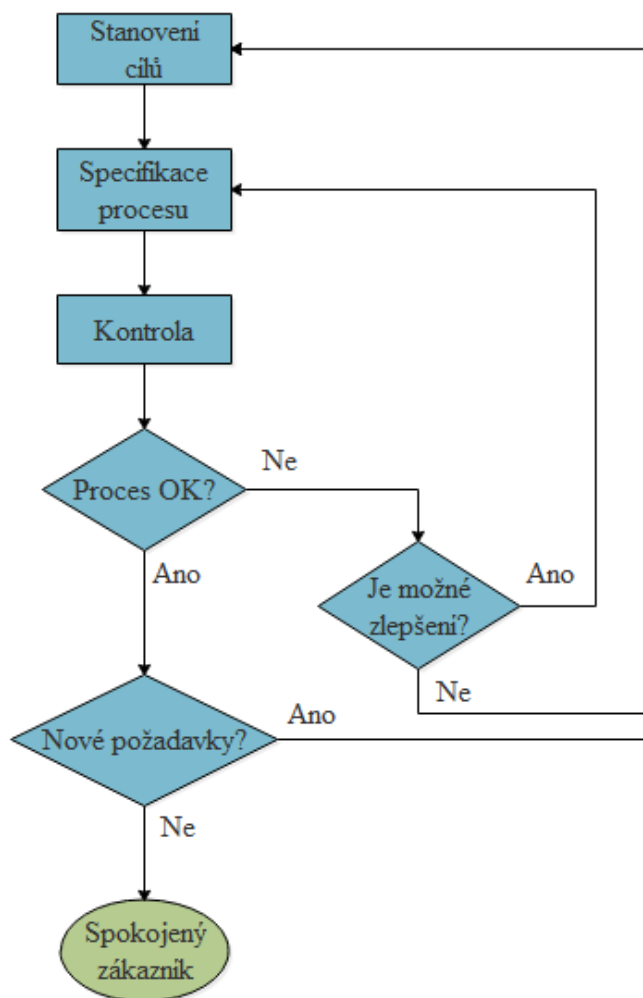 Stanovení
cílů
Specifikace
procesu
Kontrola
Ne
Proces OK?
Ano
Je možné
zlepšení?
Ano
Ne
Nové požadavky?
Ano
Ne
Spokojený
zákazník